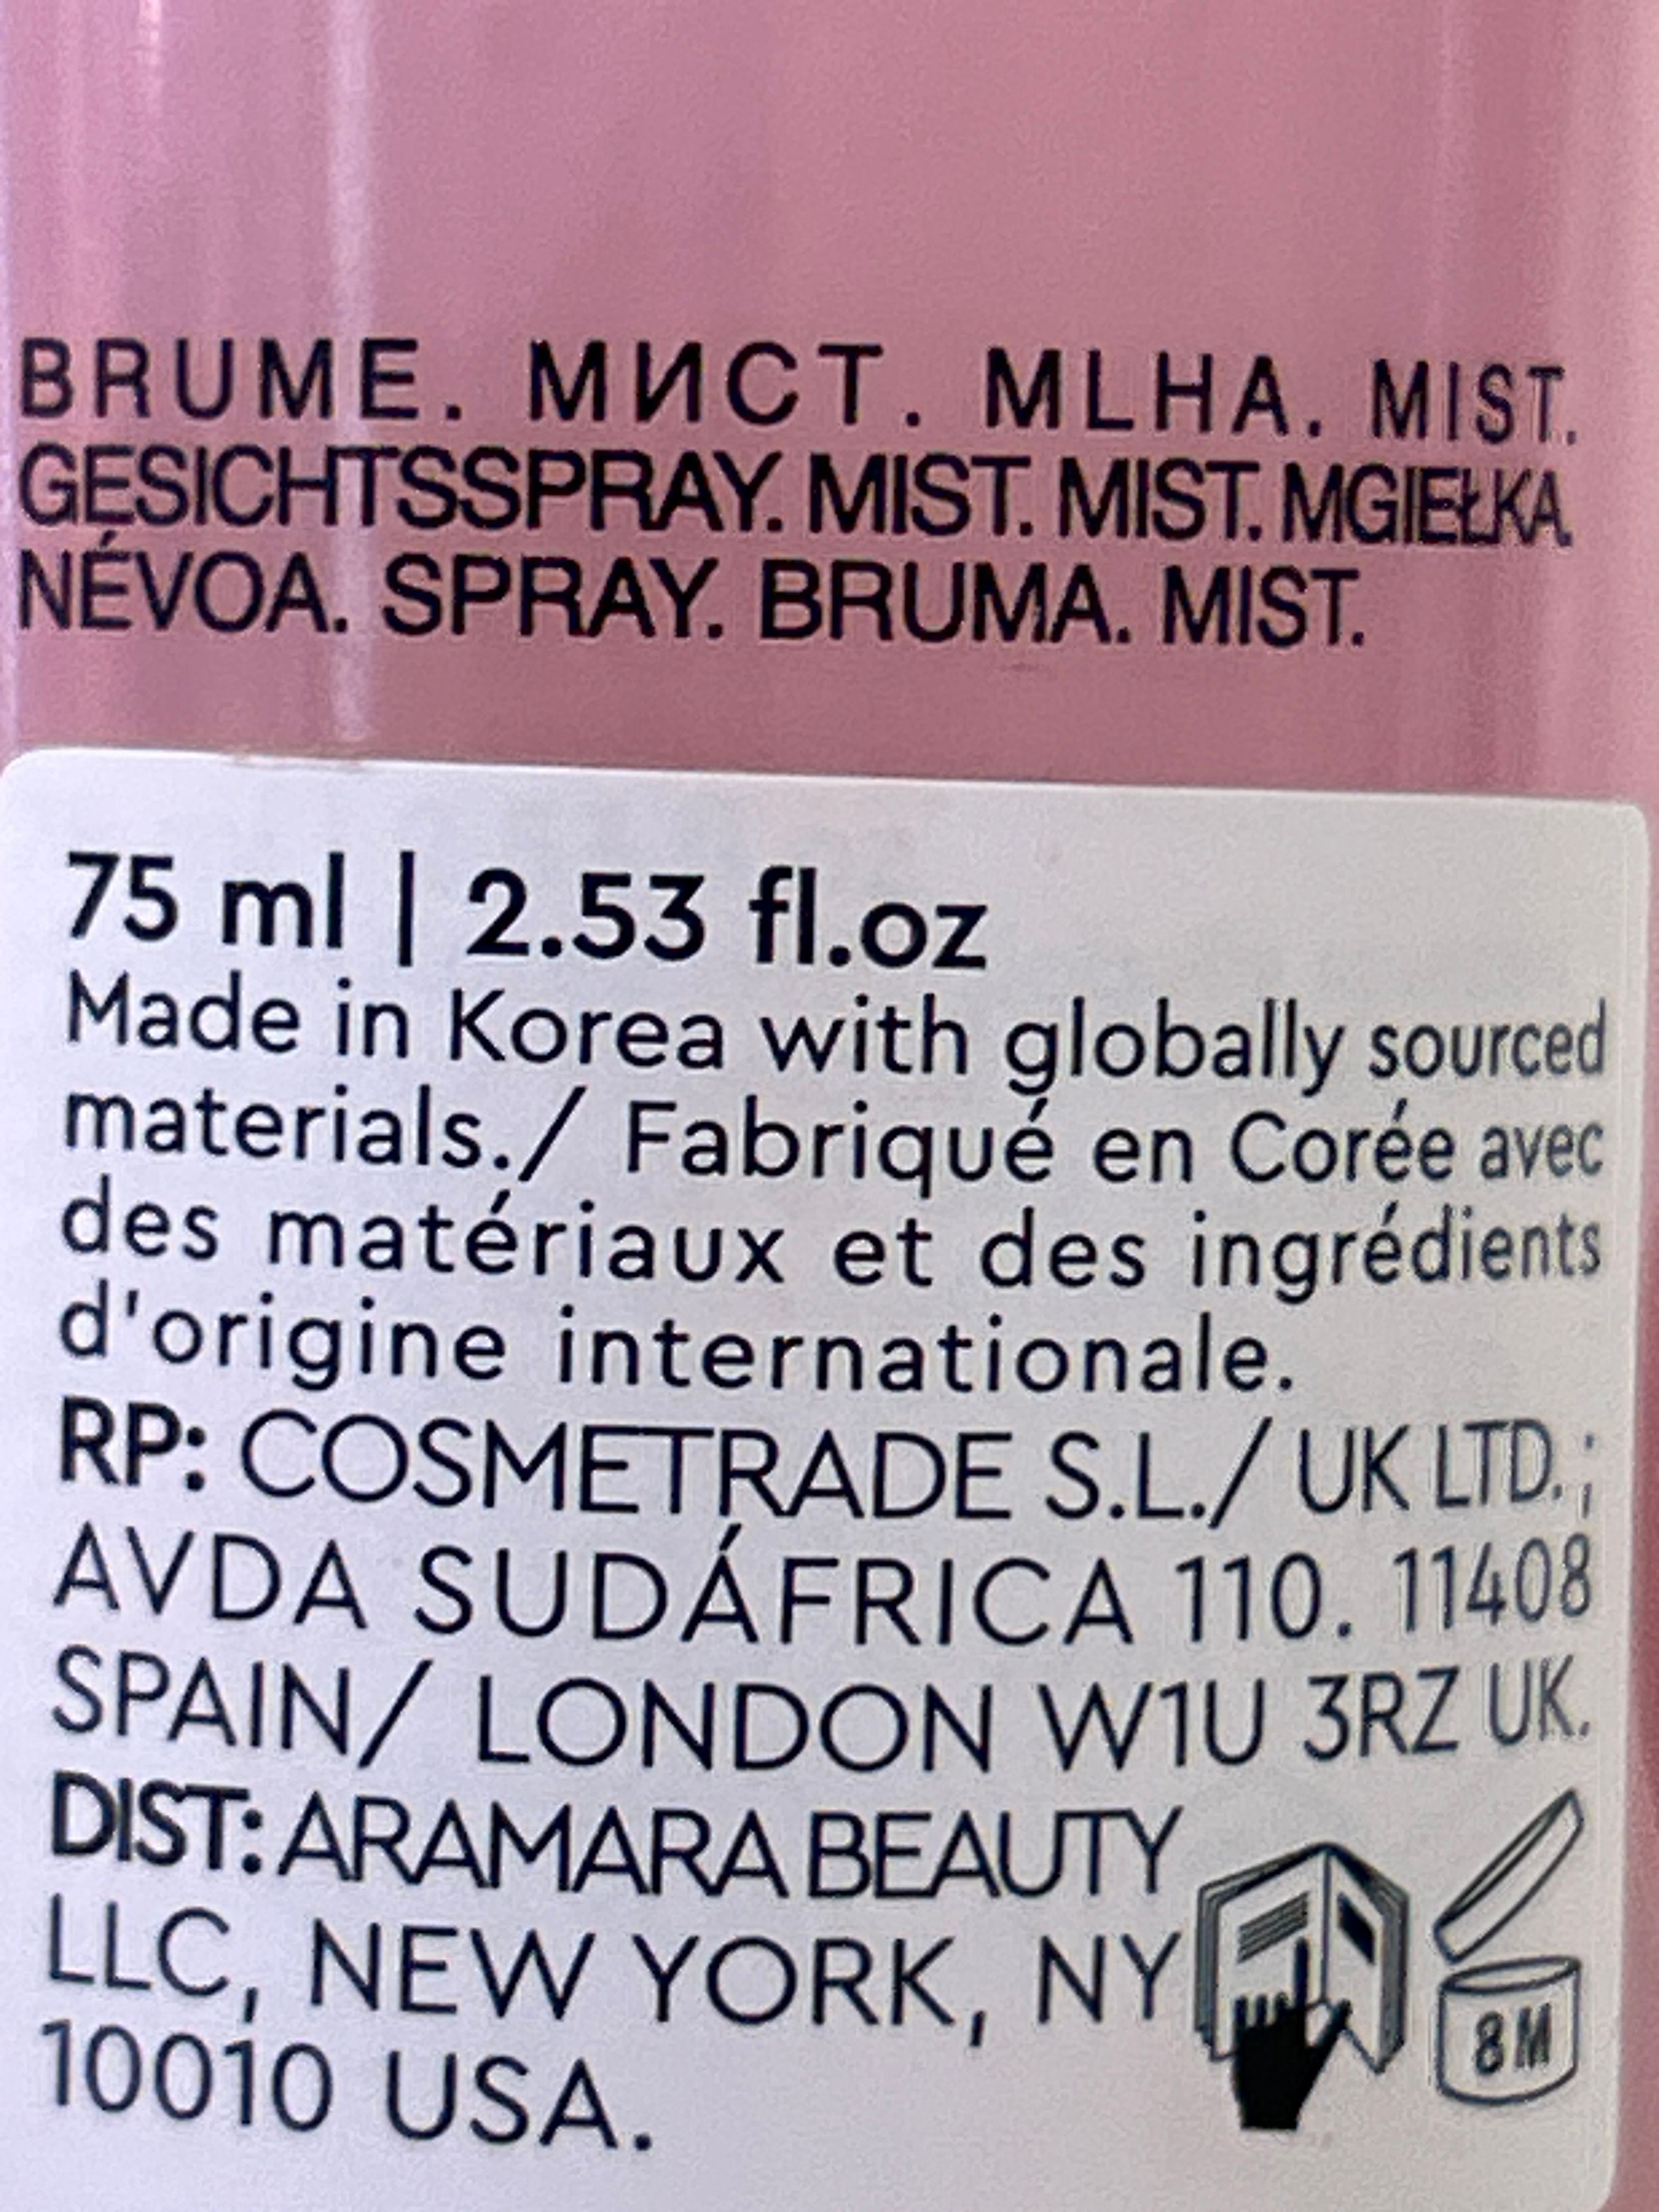 BRUME. МИСТ. MLHA. MIST.
GESICHTSSPRAY. MIST. MIST. MGIEŁKA.
NÉVOA. SPRAY. BRUMA. MIST.
75 ml | 2.53 fl.oz
Made in Korea with globally sourced
materials./ Fabriqué en Corée avec
des matériaux et des ingrédients
d'origine internationale.
RP: COSMETRADE S.L./ UK LTD.;
AVDA SUDÁFRICA 110. 11408
SPAIN/ LONDON W1U 3RZ UK.
DIST: ARAMARA BEAUTY
LLC, NEW YORK, NY
10010 USA.
8M